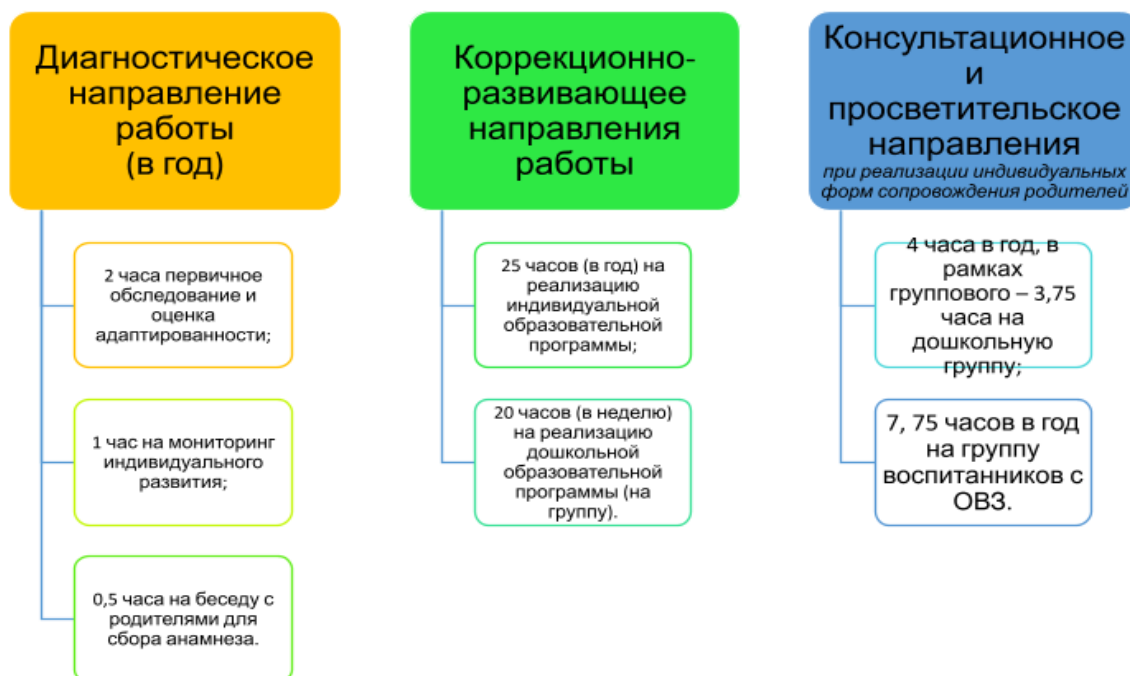 Диагностическое
направление
работы
(в год)
2 часа первичное
обследование и
оценка
адаптированности;
1 час на мониторинг
индивидуального
развития;
0,5 часа на беседу с
родителями для
сбора анамнеза.
Коррекционно-
развивающее
направления
работы
25 часов (в год) на
реализацию
индивидуальной
образовательной
программы;
20 часов (в неделю)
на реализацию
дошкольной
образовательной
программы (на
группу).
Консультационное
и
просветительское
направления
при реализации индивидуальных
форм сопровождения родителей
4 часа в год, в
рамках
группового – 3,75
часа на
дошкольную
группу;
7, 75 часов в год
на группу
воспитанников с
ОВЗ.